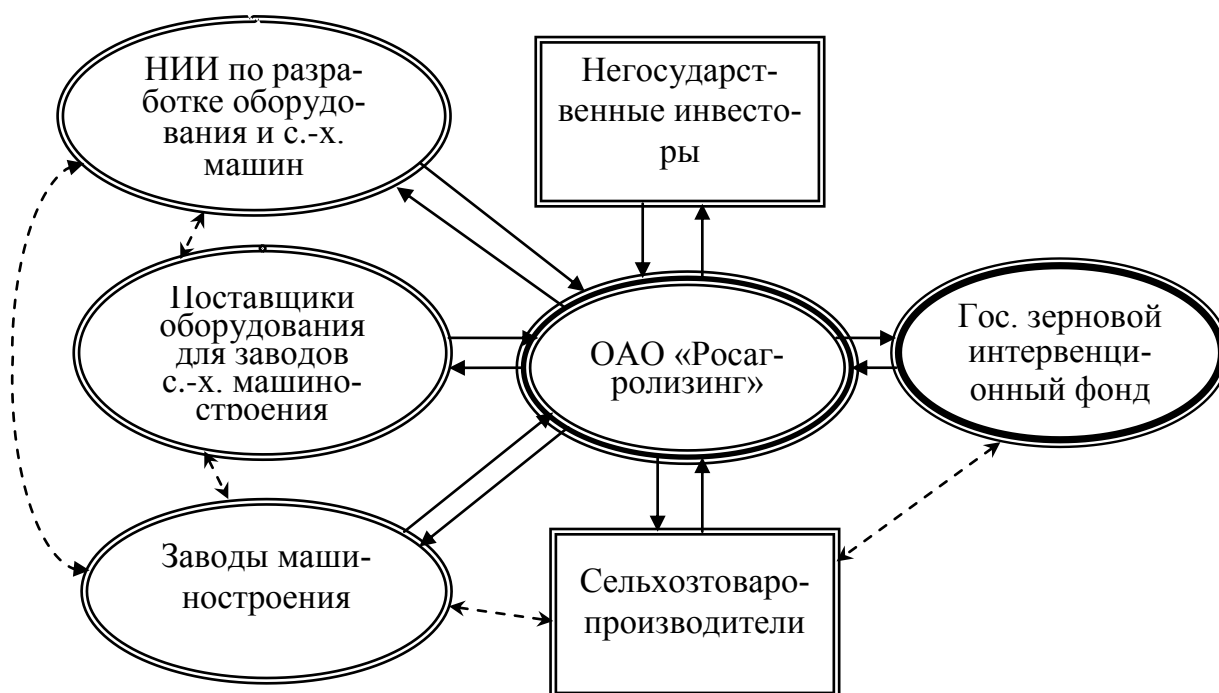 НИИ по разра-
ботке оборудо-
вания и с.-х.
машин
Негосударст-
венные инвесто-
ры
Поставщики
оборудования
для заводов
с.-х. машино-
строения
ОАО «Росаг-
ролизинг»
Гос. зерновой
интервенци-
онный фонд
Заводы маши-
ностроения
Сельхозтоваро-
производители